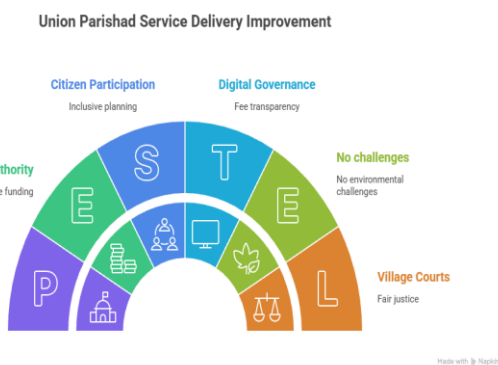 Union Parishad Service Delivery Improvement
Citizen Participation
Inclusive planning
Digital Governance
Fee transparency
No challenges
No environmental
challenges
funding
Village Courts
Fair justice
P
E
S
T
E
L
Made with Napkin